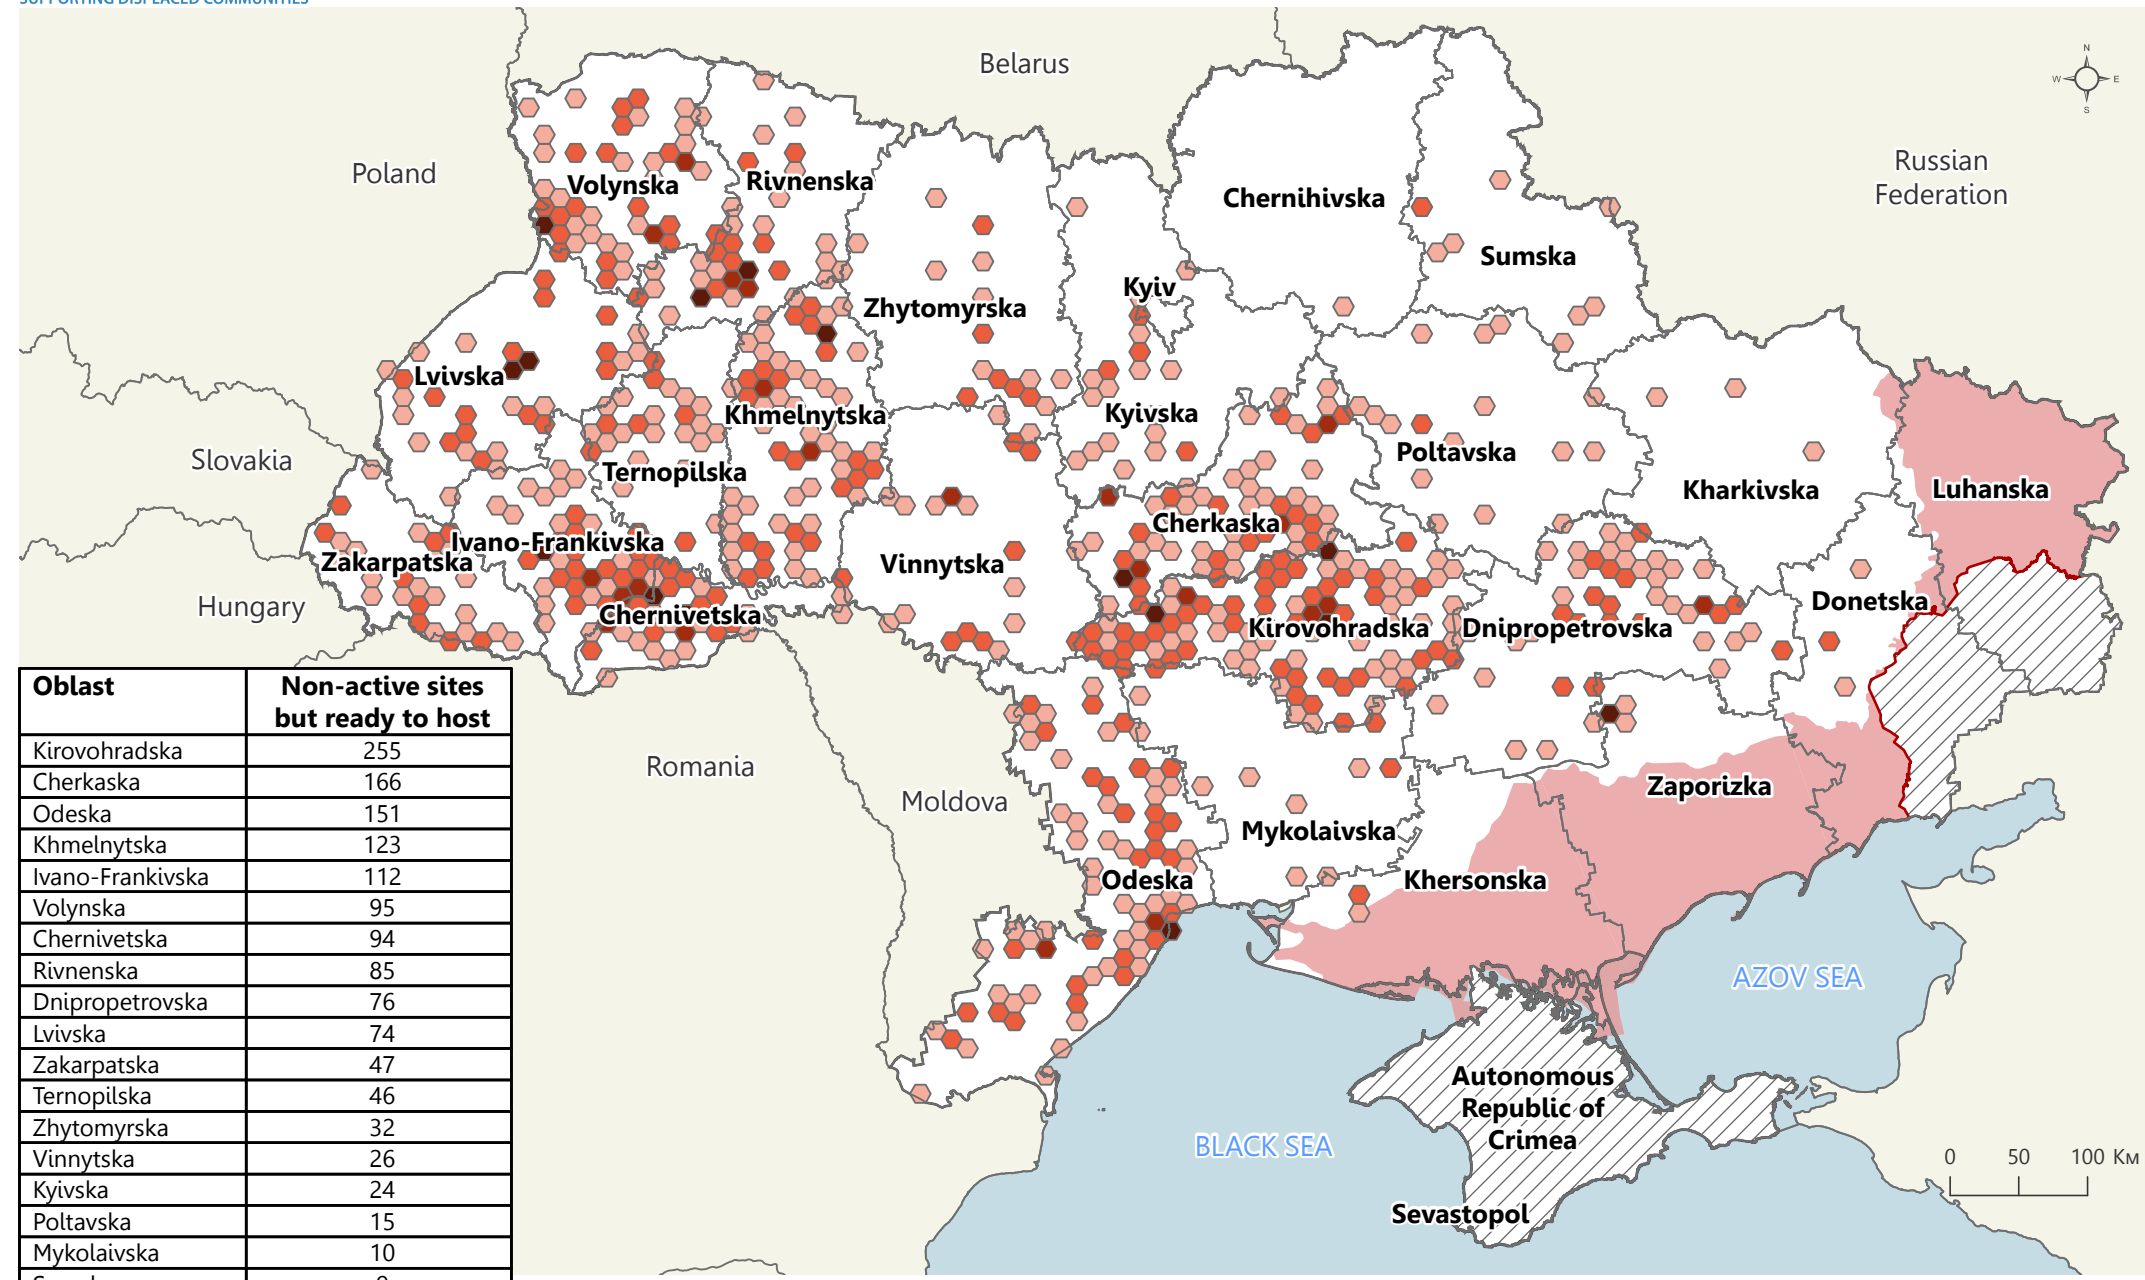 SUPPORTING DISPLACED COMMUNITIES
Belarus
Poland
Russian
Federation
N
W
E
S
Volynska
Rivnenska
Chernihivska
Sumska
Kyiv
Zhytomyrska
Lvivska
Khmelnytska
Kyivska
Poltavska
Slovakia
Ternopilska
Kharkivska
Luhanska
Cherkaska
Ivano-Frankivska
Zakarpatska
Vinnytska
Hungary
Chernivetska
Kirovohradska
Dnipropetrovska
Donetska
Romania
Moldova
Zaporizka
Mykolaivska
Odeska
Khersonska
AZOV SEA
Autonomous
Republic of
Crimea
BLACK SEA
Sevastopol
0 50 100 Км
Oblast Non-active sites
but ready to host
Kirovohradska 255
Cherkaska 166
Odeska 151
Khmelnytska 123
Ivano-Frankivska 112
Volynska 95
Chernivetska 94
Rivnenska 85
Dnipropetrovska 76
Lvivska 74
Zakarpatska 47
Ternopilska 46
Zhytomyrska 32
Vinnytska 26
Kyivska 24
Poltavska 15
Mykolaivska 10